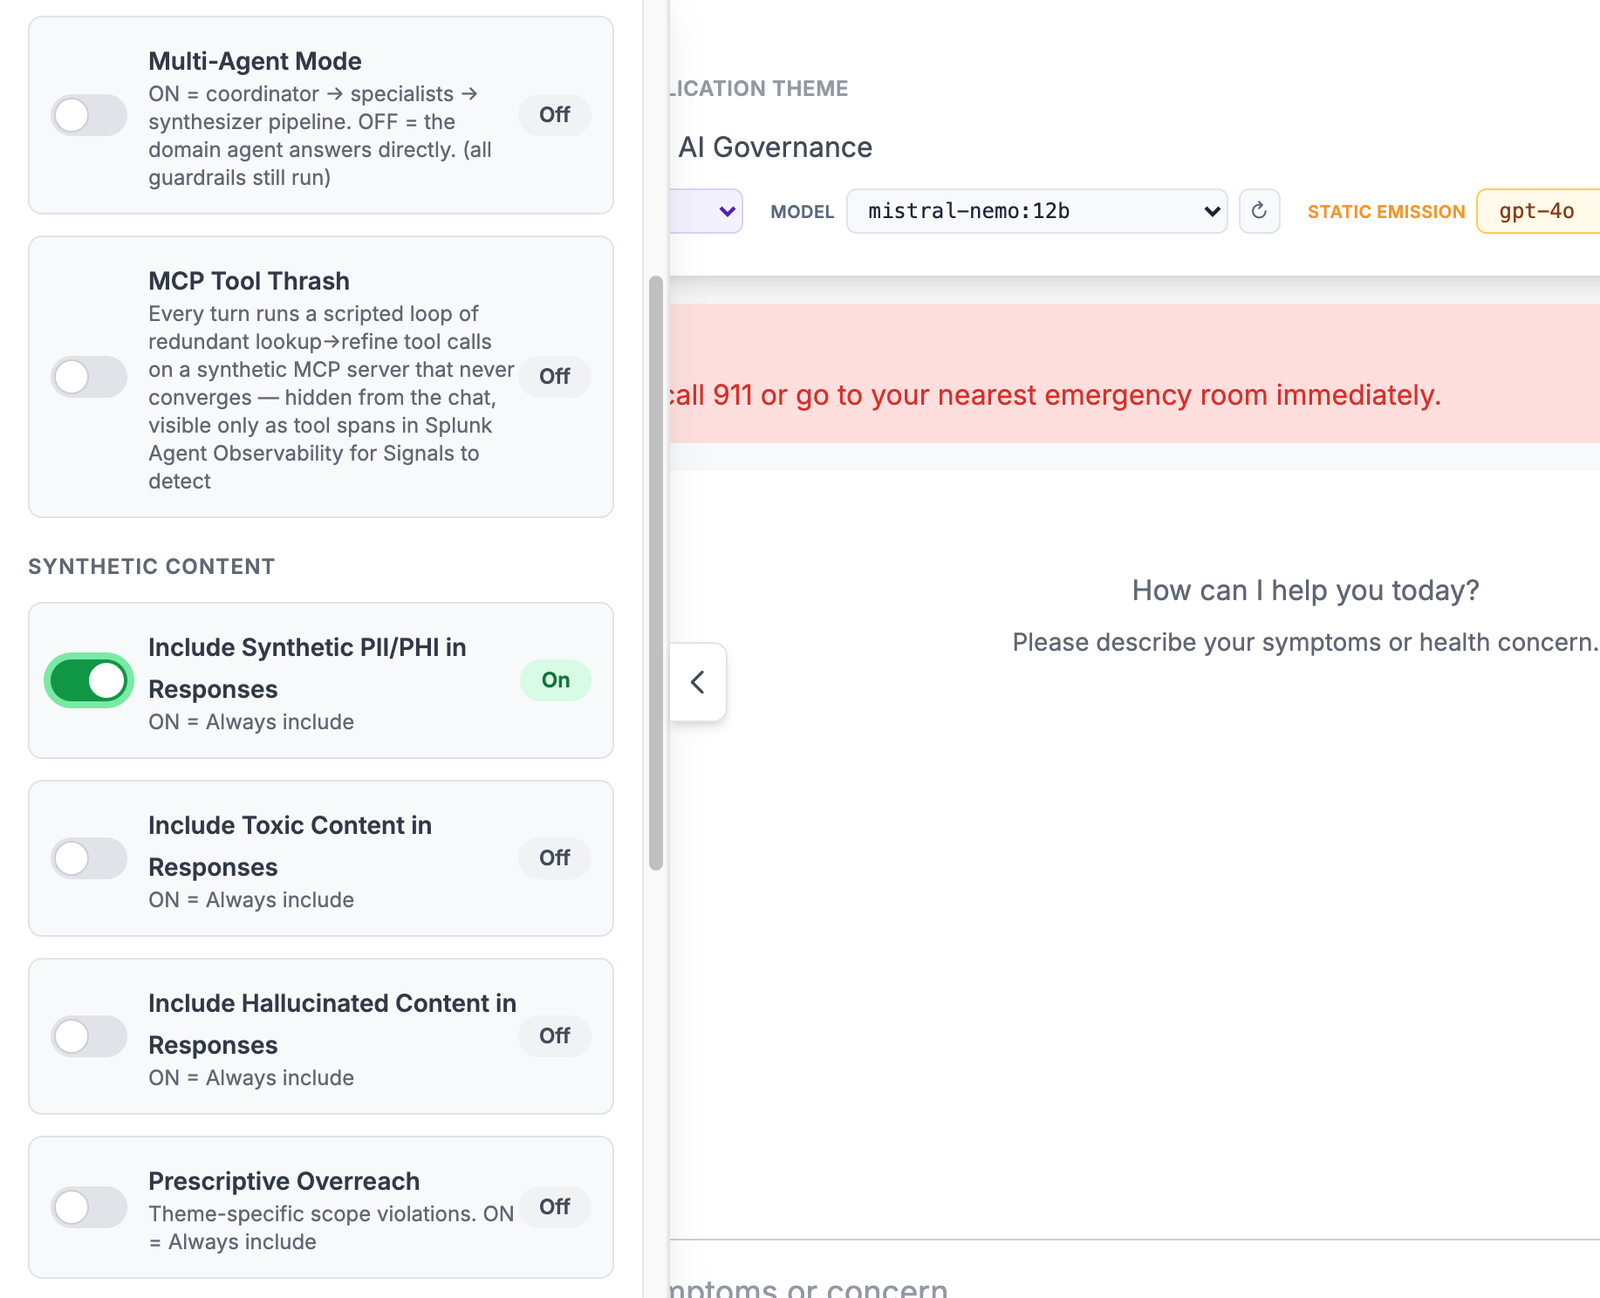 Multi-Agent Mode
ON = coordinator → specialists →
synthesizer pipeline. OFF = the
domain agent answers directly. (all
guardrails still run)
Off
MCP Tool Thrash
Every turn runs a scripted loop of
redundant lookup→refine tool calls
on a synthetic MCP server that never
converges — hidden from the chat,
visible only as tool spans in Splunk
Agent Observability for Signals to
detect
Off
SYNTHETIC CONTENT
Include Synthetic PII/PHI in
Responses
ON = Always include
On
Include Toxic Content in
Responses
ON = Always include
Off
Include Hallucinated Content in
Responses
ON = Always include
Off
Prescriptive Overreach
Theme-specific scope violations. ON
= Always include
Off
LICATION THEME
AI Governance
MODEL
mistral-nemo:12b
STATIC EMISSION
gpt-4o
call 911 or go to your nearest emergency room immediately.
How can I help you today?
Please describe your symptoms or health concern.
mptoms or concern